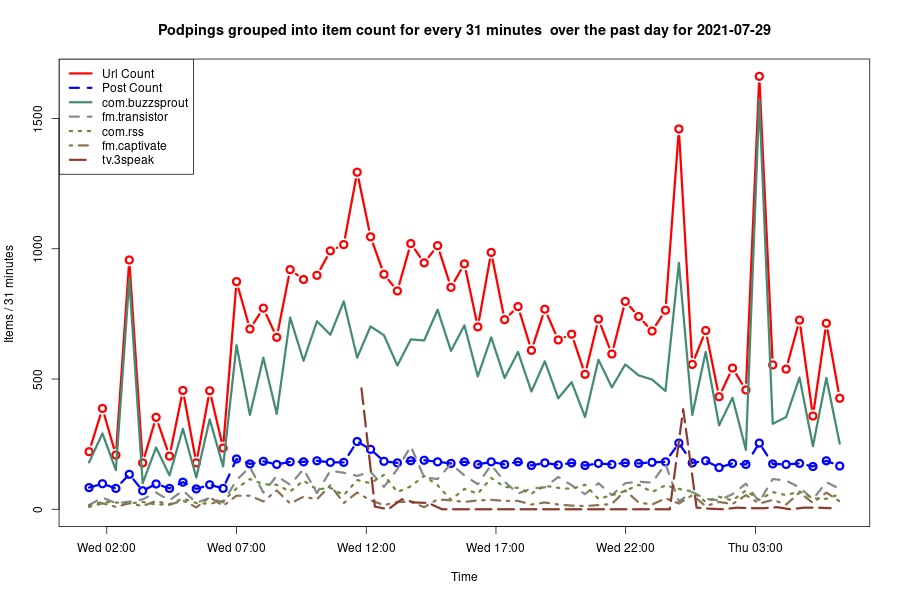 Podpings grouped into item count for every 31 minutes  over the past day for 2021-07-29
Url Count
Post Count
com.buzzsprout
fm.transistor
com.rss
fm.captivate
tv.3speak
Items / 31 minutes
1500
1000
500
0
Wed 02:00 Wed 07:00 Wed 12:00 Wed 17:00 Wed 22:00 Thu 03:00
Time